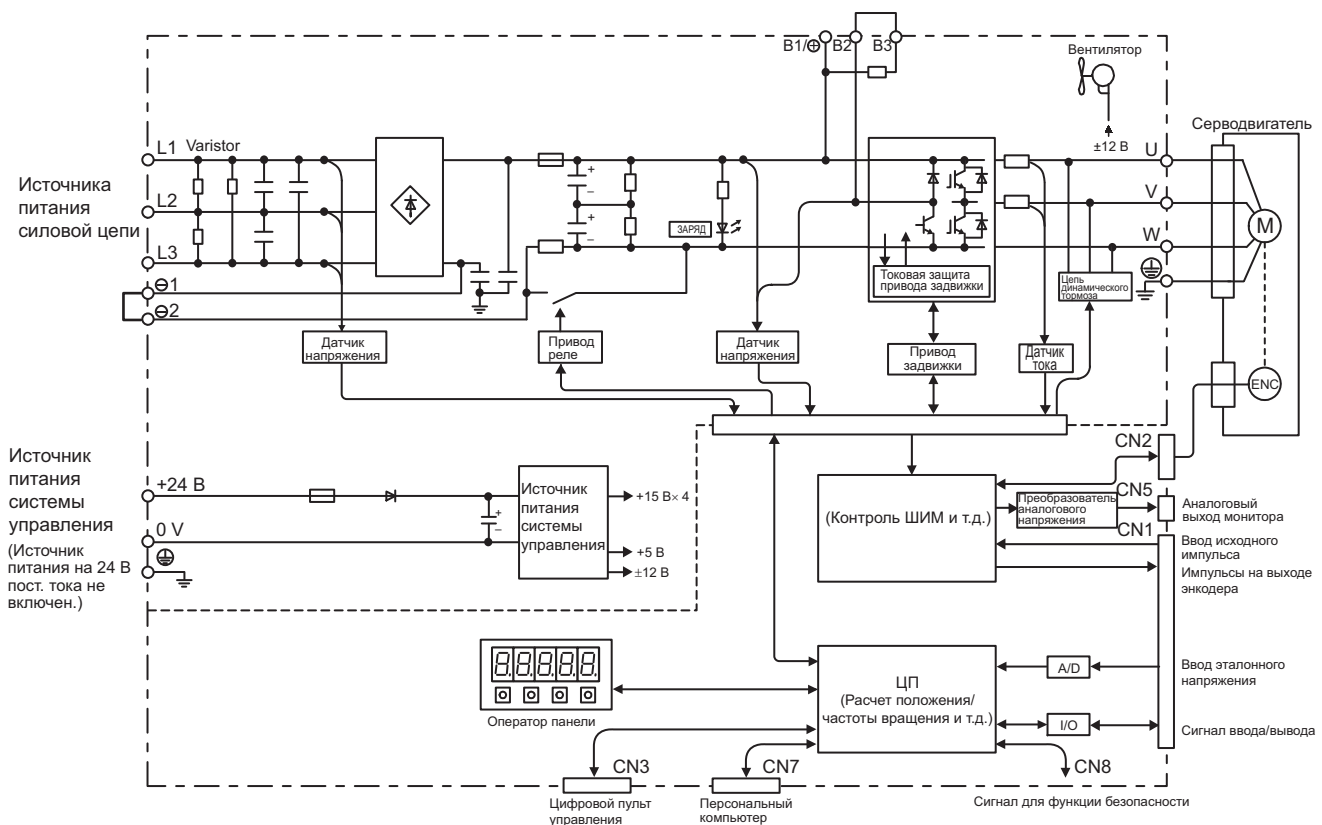 B1/⊕
B2
B3
Вентилятор
±12 В
Серводвигатель
L1
Varistor
L2
L3
⊖1
⊖2
Источника
питания
силовой цепи
+
–
+
–
ЗАРЯД
Токовая защита
привода задвижки
U
V
W
M
Цепь
динамического
тормоза
Датчик
напряжения
Привод
реле
Датчик
напряжения
Привод
задвижки
Датчик
тока
ENC
Источник
питания
системы
управления
(Источник
питания на 24 В
пост. тока не
включен.)
+24 В
0 V
+
–
Источник
питания
системы
управления
+15 В× 4
+5 В
±12 В
(Контроль ШИМ и т.д.)
Преобразователь
аналогового
напряжения
CN2
CN5
CN1
Аналоговый
выход монитора
Ввод исходного
импульса
Импульсы на выходе
энкодера
8.8.8.8.8.
Оператор панели
ЦП
(Расчет положения/
частоты вращения и т.д.)
A/D
I/O
Ввод эталонного
напряжения
Сигнал ввода/вывода
CN3
CN7
CN8
Цифровой пульт
управления
Персональный
компьютер
Сигнал для функции безопасности